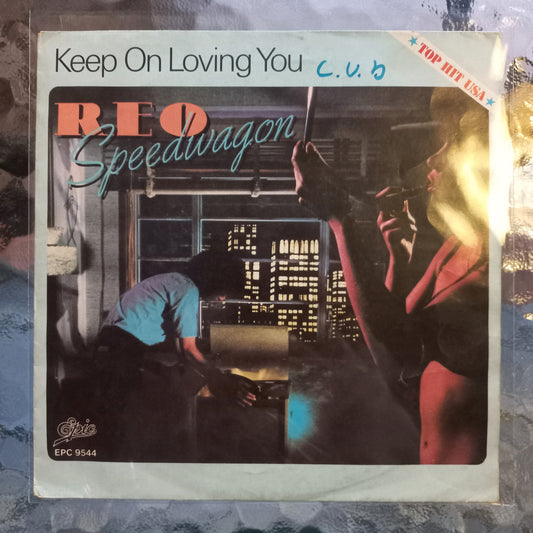 Keep On Loving You C.U.D
TOP HIT USA
REO
Speedwagon
Epic
EPC 9544